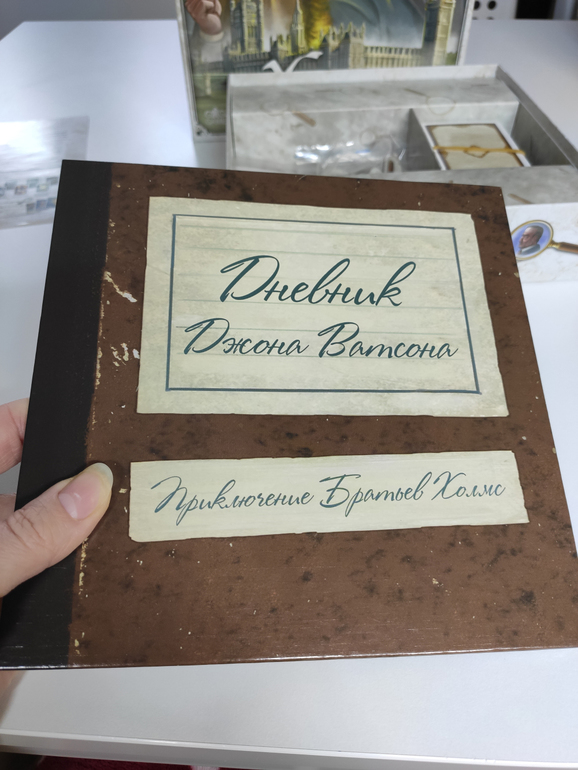 Дневник
Джона Ватсона
Приключение Братьев Холмс